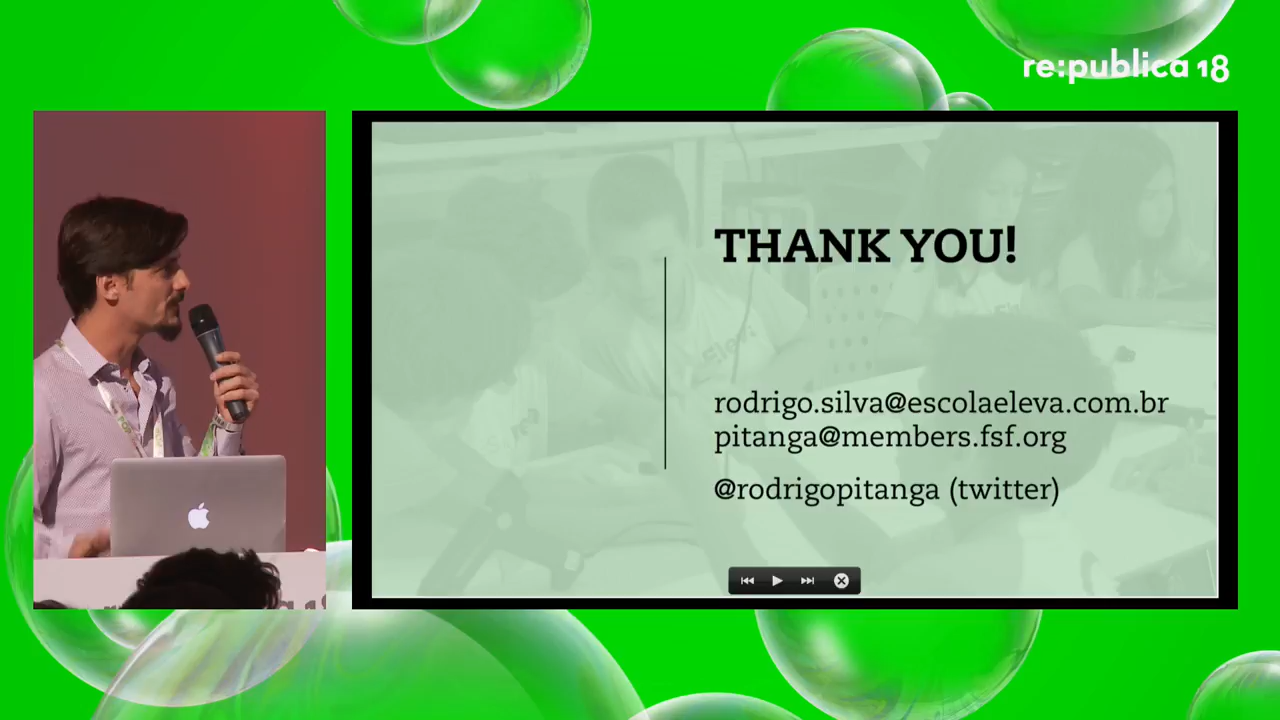 re:publica 18
THANK YOU!
rodrigo.silva@escolaeleva.com.br
pitanga@members.fsf.org
@rodrigopitanga (twitter)